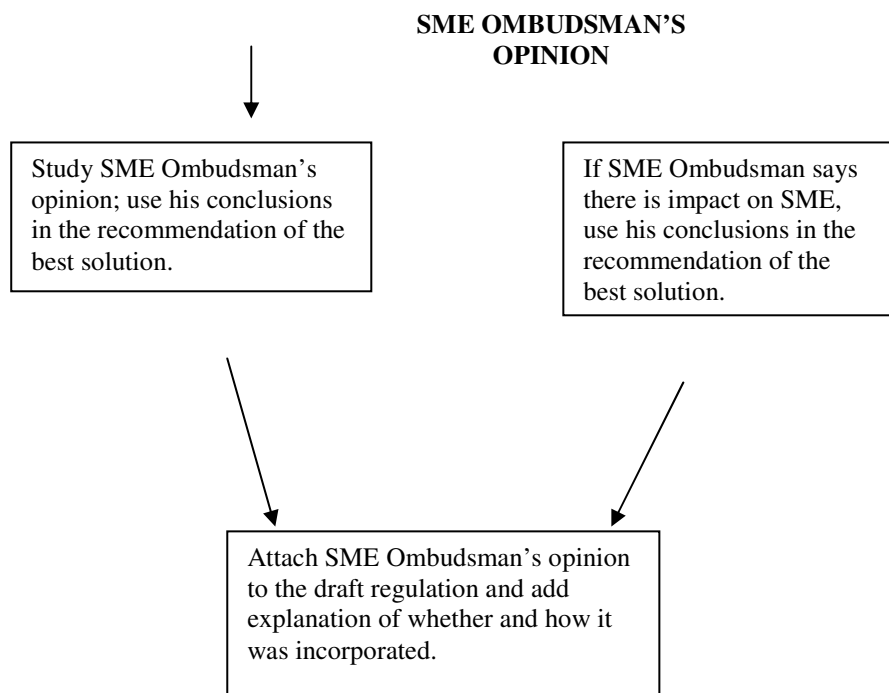 SME OMBUDSMAN’S
OPINION
Study SME Ombudsman’s
opinion; use his conclusions
in the recommendation of the
best solution.
If SME Ombudsman says
there is impact on SME,
use his conclusions in the
recommendation of the
best solution.
Attach SME Ombudsman’s opinion
to the draft regulation and add
explanation of whether and how it
was incorporated.